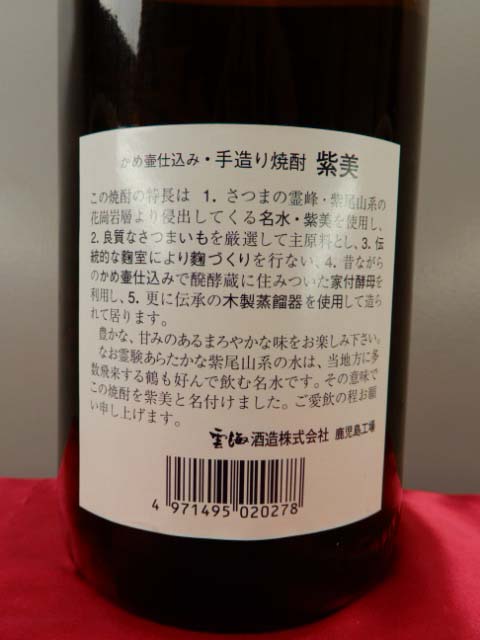 かめ壷仕込み・手造り焼酎 紫美
この焼酎の特長は 1. さつまの霊峰・紫尾山系の
花崗岩層より侵出してくる名水・紫美を使用し、
2. 良質なさつまいもを厳選して主原料とし、3. 伝
統的な麹室により麹づくりを行ない、4. 昔ながら
のかめ壷仕込みで醗酵蔵に住みついた家付酵母を
利用し、5. 更に伝承の木製蒸餾器を使用して造ら
れて居ります。
豊かな、甘みのあるまろやかな味をお楽しみ下さい。
なお霊験あらたかな紫尾山系の水は、当地方に多
数飛来する鶴も好んで飲む名水です。その意味で
この焼酎を紫美と名付けました。ご愛飲の程お願
い申し上げます。
雲海酒造株式会社 鹿児島工場
4 971495 020278